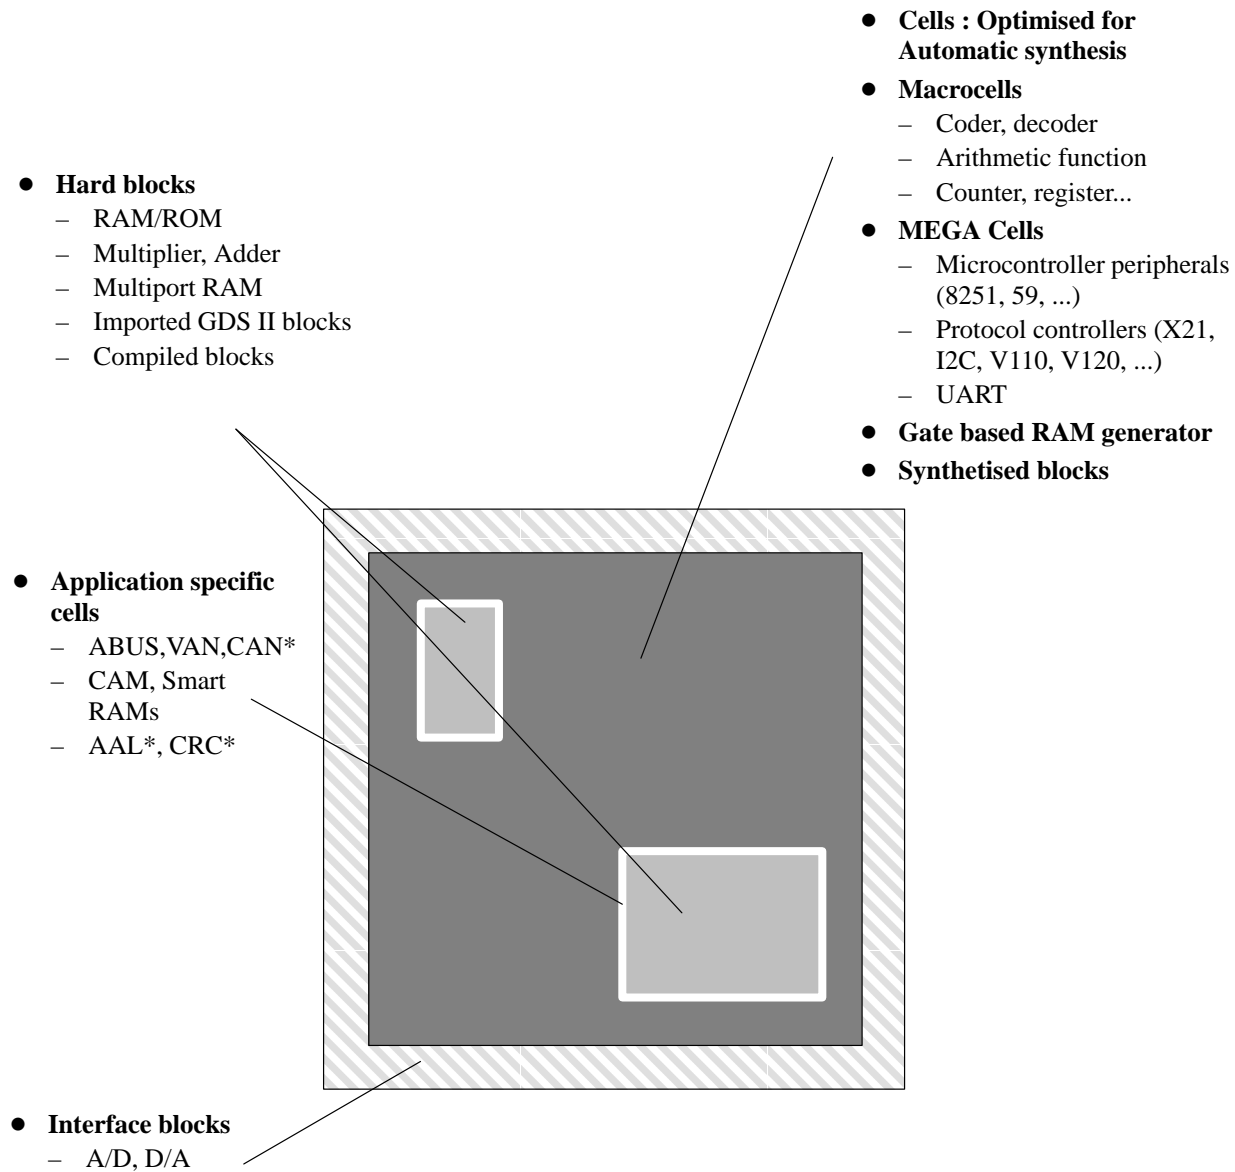 ● Cells : Optimised for
Automatic synthesis
● Macrocells
– Coder, decoder
– Arithmetic function
– Counter, register...
● MEGA Cells
– Microcontroller peripherals
(8251, 59, ...)
– Protocol controllers (X21,
I2C, V110, V120, ...)
– UART
● Gate based RAM generator
● Synthetised blocks
● Hard blocks
– RAM/ROM
– Multiplier, Adder
– Multiport RAM
– Imported GDS II blocks
– Compiled blocks
● Application specific
cells
– ABUS,VAN,CAN*
– CAM, Smart
RAMs
– AAL*, CRC*
● Interface blocks
– A/D, D/A